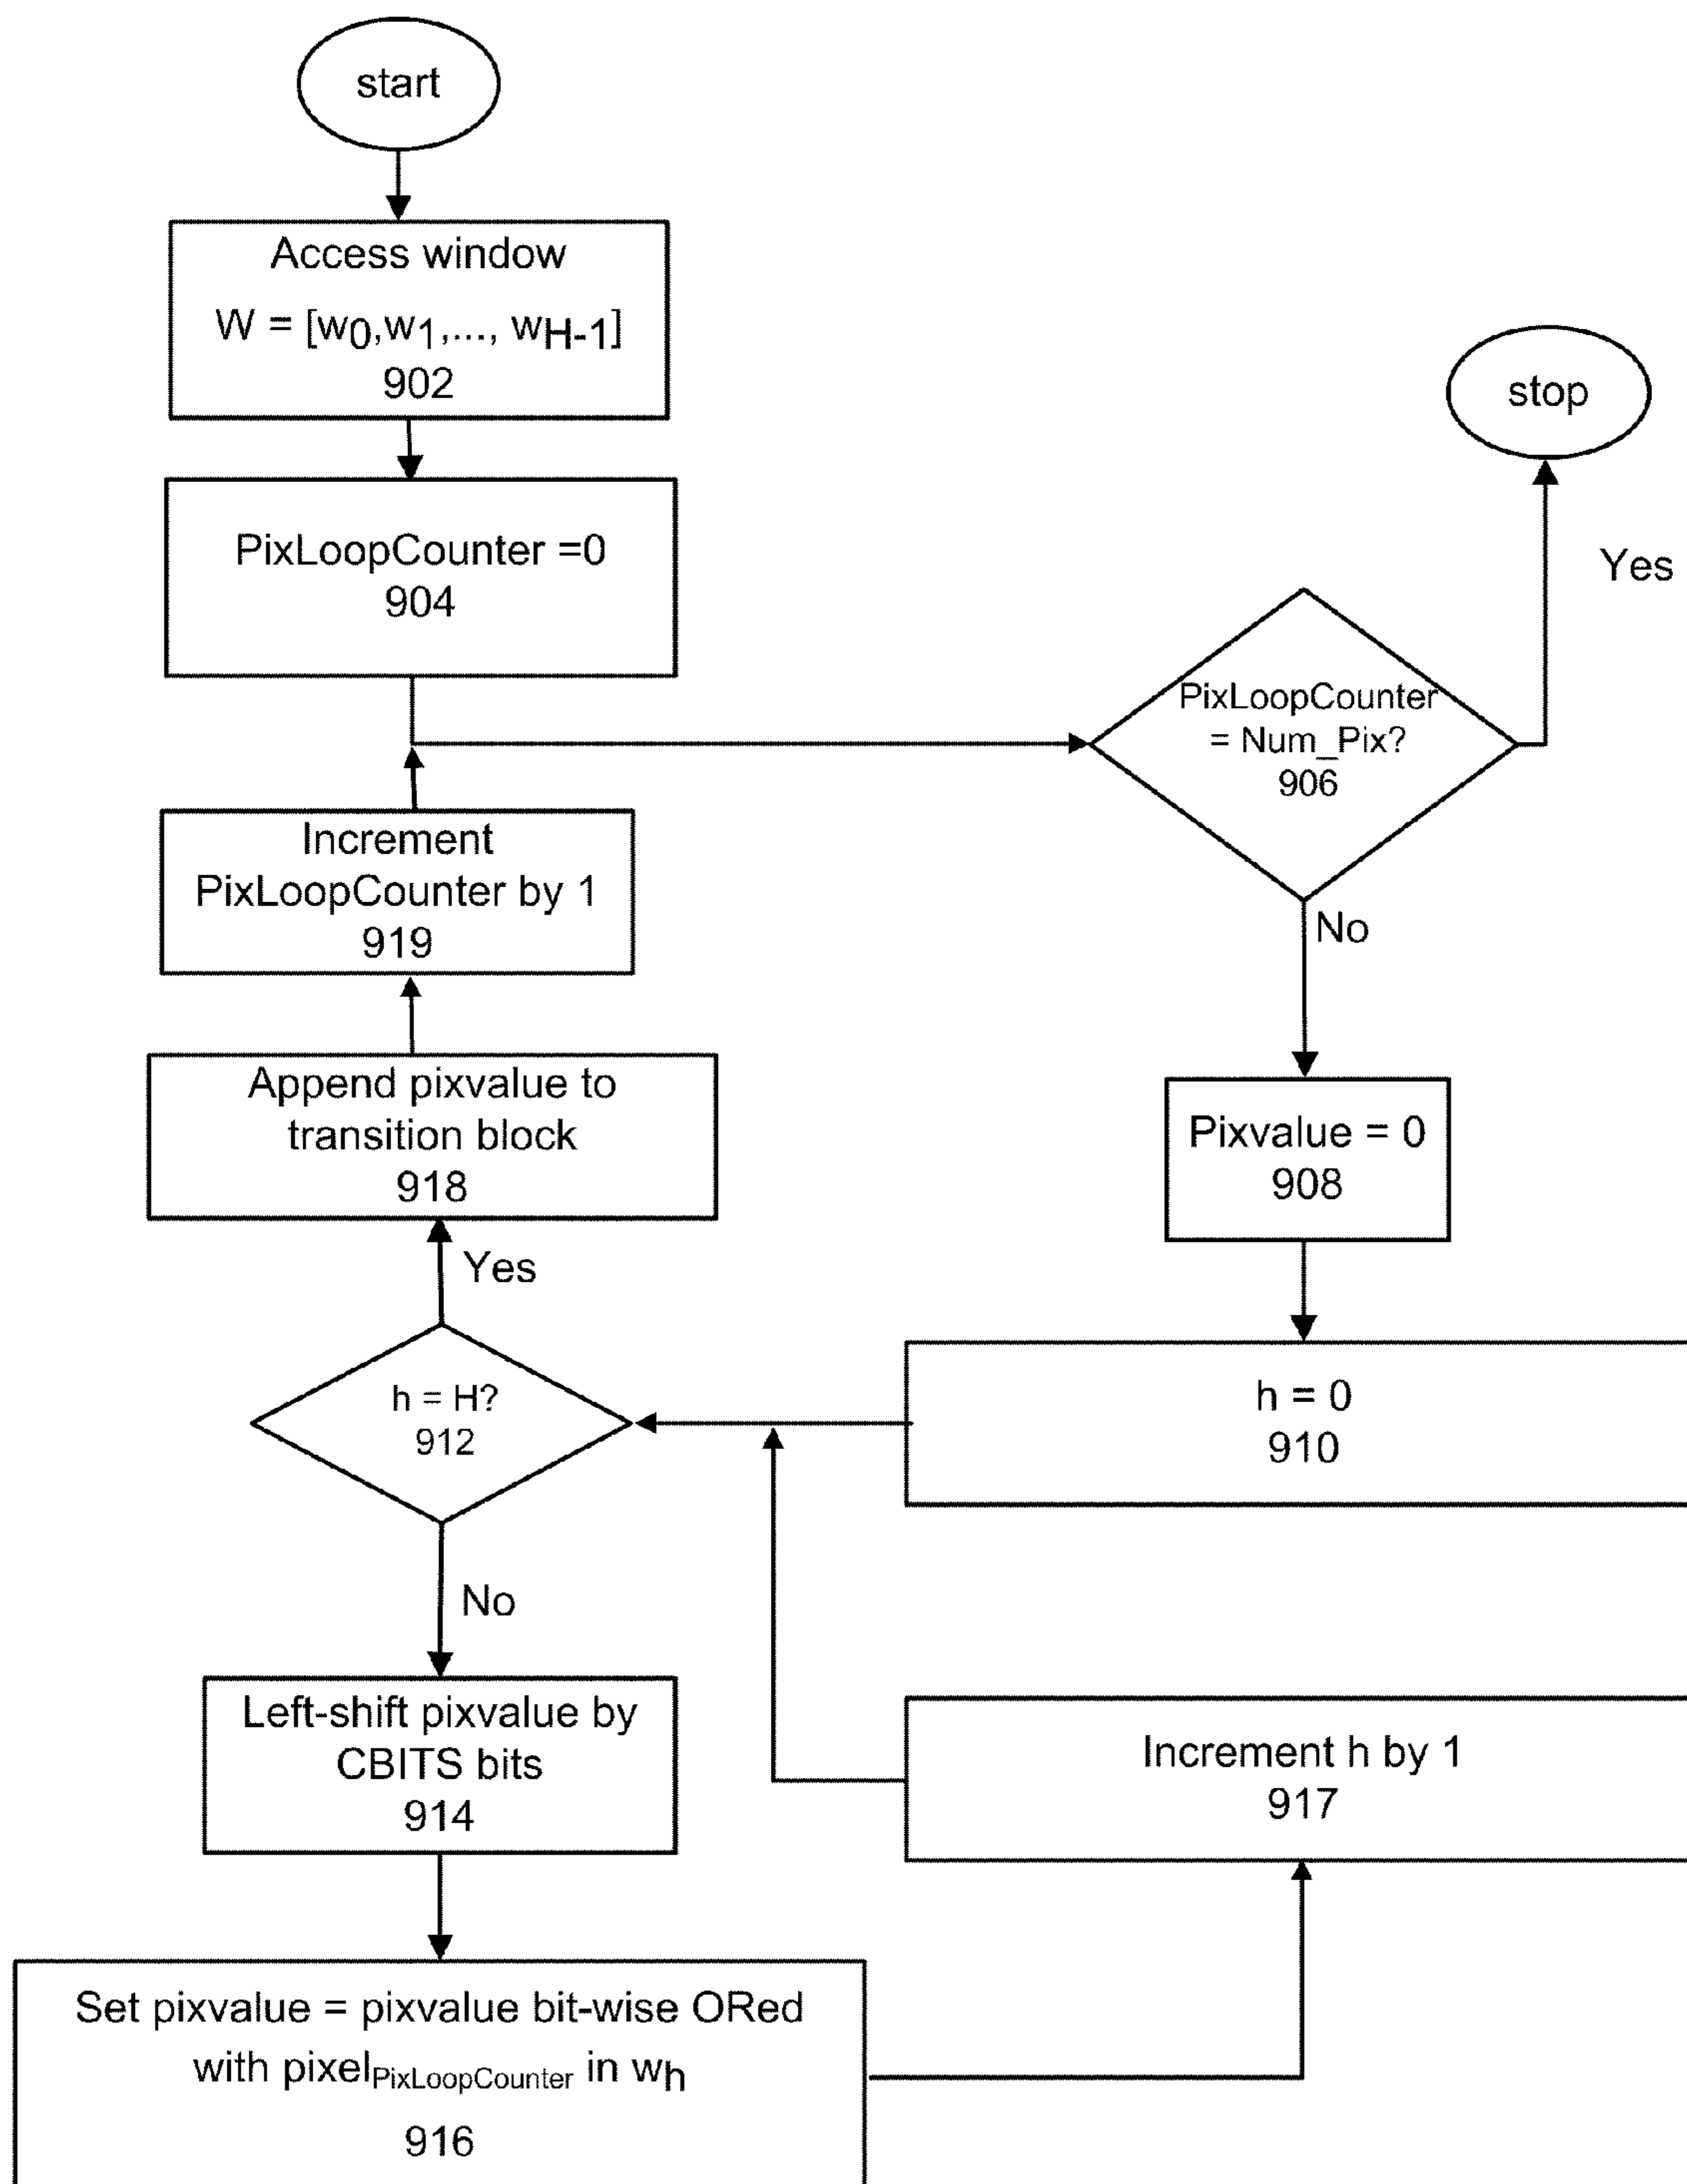 start
Access window
W = [w0,w1,..., wH-1]
902
PixLoopCounter =0
904
stop
Yes
PixLoopCounter
= Num_Pix?
906
No
Increment
PixLoopCounter by 1
919
Append pixvalue to
transition block
918
Pixvalue = 0
908
Yes
h = H?
912
h = 0
910
No
Left-shift pixvalue by
CBITS bits
914
Increment h by 1
917
Set pixvalue = pixvalue bit-wise ORed
with pixelPixLoopCounter in wh
916